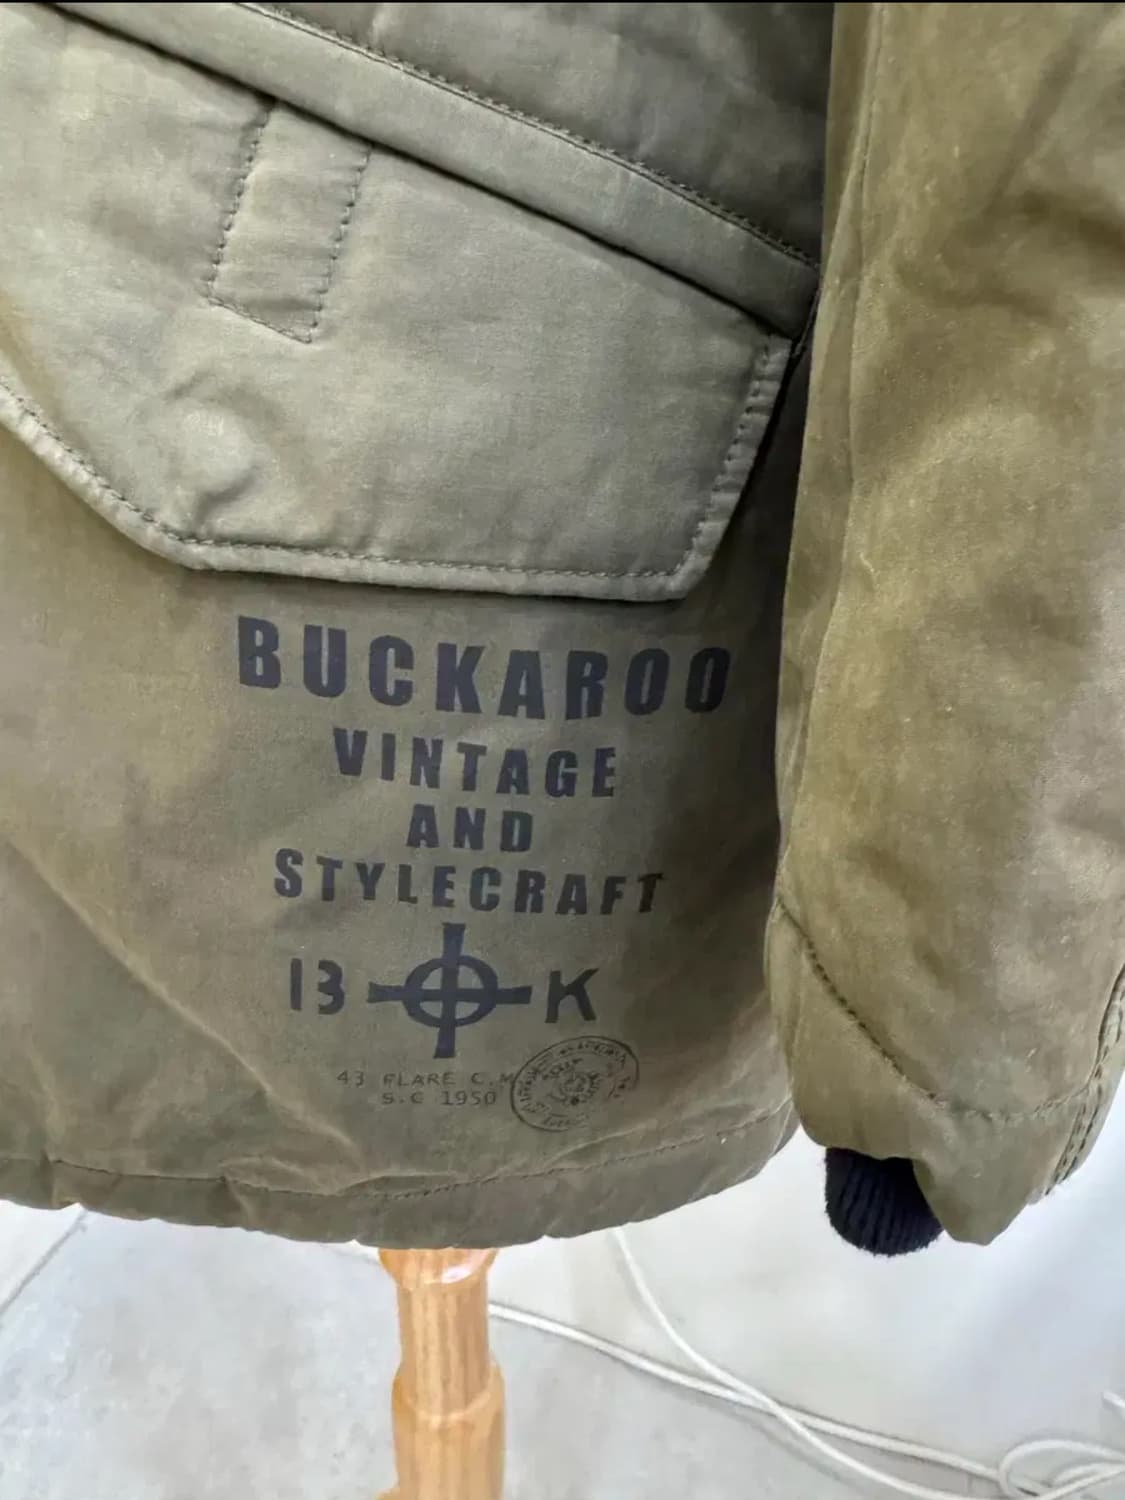 BUCKAROO
VINTAGE
AND
STYLECRAFT
13 K
43 FLARE C.M
S.C 1950